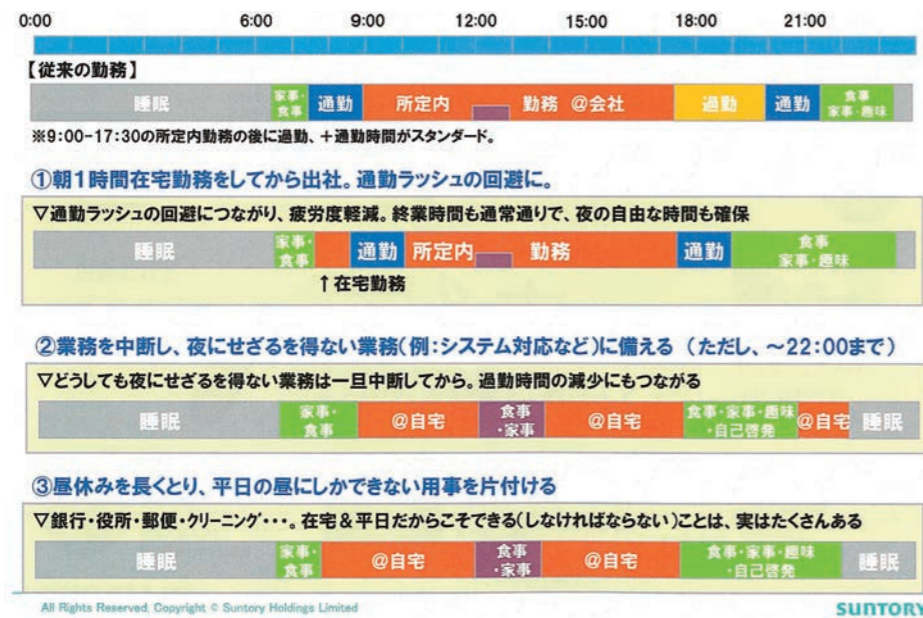 0:00 6:00 9:00 12:00 15:00 18:00 21:00
【従来の勤務】
睡眠 家事・食事 通勤 所定内 勤務 @会社 過勤 通勤 食事 家事・趣味
※9:00-17:30の所定内勤務の後に過勤、+通勤時間がスタンダード。
①朝1時間在宅勤務をしてから出社。通勤ラッシュの回避に。
▽通勤ラッシュの回避につながり、疲労度軽減。終業時間も通常通りで、夜の自由な時間も確保
睡眠 家事・食事 通勤 所定内 勤務 通勤 食事 家事・趣味
↑在宅勤務
②業務を中断し、夜にせざるを得ない業務(例:システム対応など)に備える (ただし、~22:00まで)
▽どうしても夜にせざるを得ない業務は一旦中断してから。過勤時間の減少にもつながる
睡眠 家事・食事 @自宅 食事・家事 @自宅 食事・家事・趣味・自己啓発 @自宅 睡眠
③昼休みを長くとり、平日の昼にしかできない用事を片付ける
▽銀行・役所・郵便・クリーニング・・・。在宅&平日だからこそできる(しなければならない)ことは、実はたくさんある
睡眠 家事・食事 @自宅 食事・家事 @自宅 食事・家事・趣味・自己啓発 睡眠
All Rights Reserved, Copyright © Suntory Holdings Limited
SUNTORY